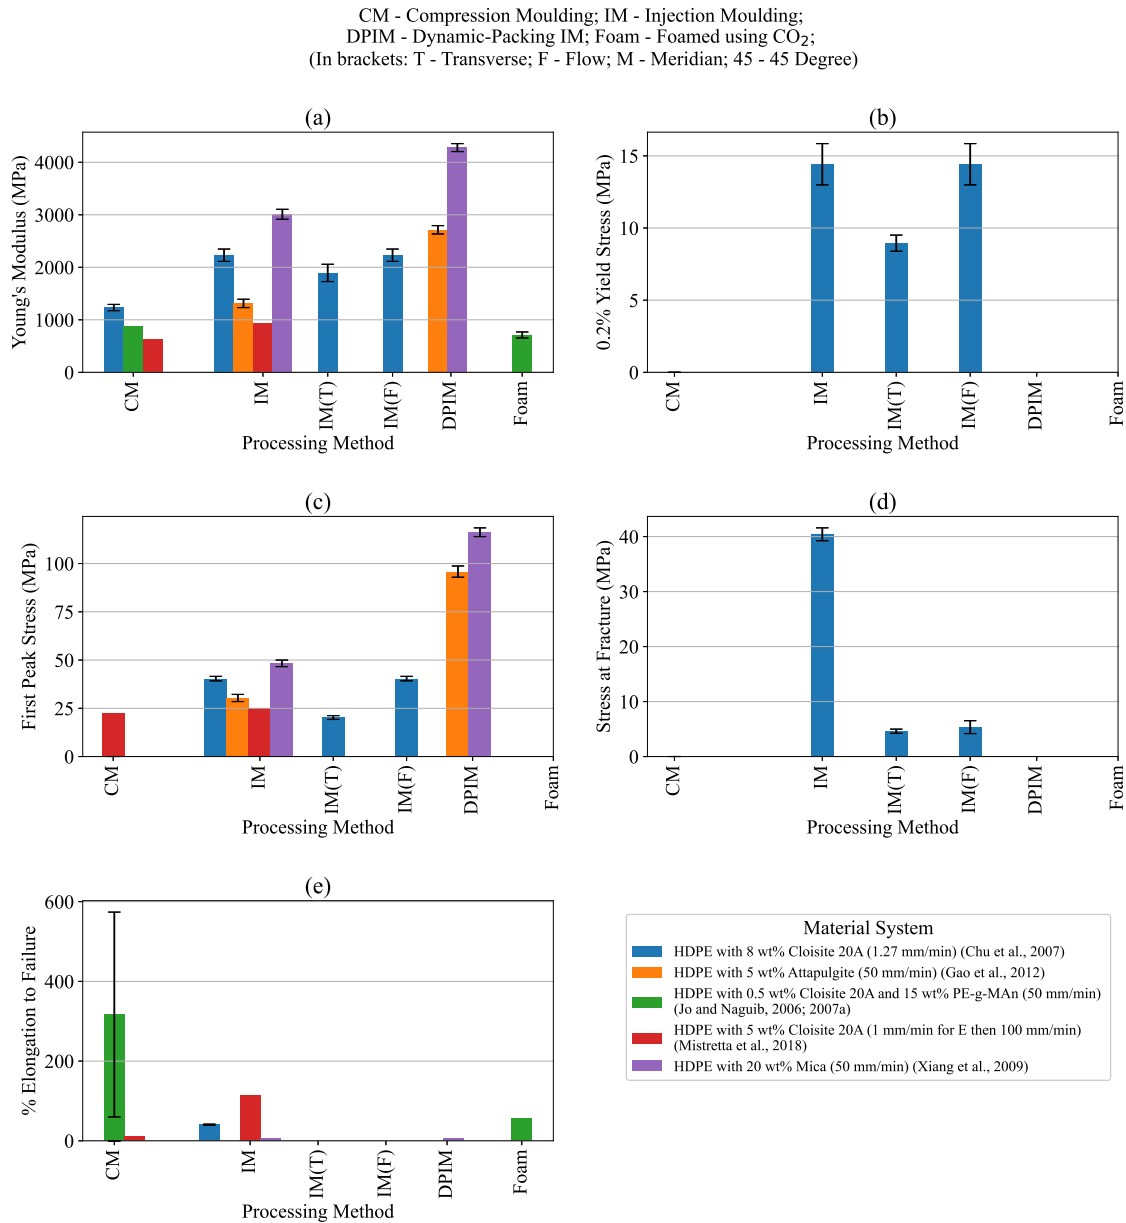 CM - Compression Moulding; IM - Injection Moulding;
DPIM - Dynamic-Packing IM; Foam - Foamed using CO₂;
(In brackets: T - Transverse; F - Flow; M - Meridian; 45 - 45 Degree)
(a)
Young's Modulus (MPa)
4000
3000
2000
1000
0
CM
IM
IM(T)
IM(F)
DPIM
Foam
Processing Method
(b)
0.2% Yield Stress (MPa)
15
10
5
0
CM
IM
IM(T)
IM(F)
DPIM
Foam
Processing Method
(c)
First Peak Stress (MPa)
100
75
50
25
0
CM
IM
IM(T)
IM(F)
DPIM
Foam
Processing Method
(d)
Stress at Fracture (MPa)
40
30
20
10
0
CM
IM
IM(T)
IM(F)
DPIM
Foam
Processing Method
(e)
% Elongation to Failure
600
400
200
0
CM
IM
IM(T)
IM(F)
DPIM
Foam
Processing Method
Material System
HDPE with 8 wt% Cloisite 20A (1.27 mm/min) (Chu et al., 2007)
HDPE with 5 wt% Attapulgite (50 mm/min) (Gao et al., 2012)
HDPE with 0.5 wt% Cloisite 20A and 15 wt% PE-g-MAn (50 mm/min)
(Jo and Naguib, 2006; 2007a)
HDPE with 5 wt% Cloisite 20A (1 mm/min for E then 100 mm/min)
(Mistretta et al., 2018)
HDPE with 20 wt% Mica (50 mm/min) (Xiang et al., 2009)